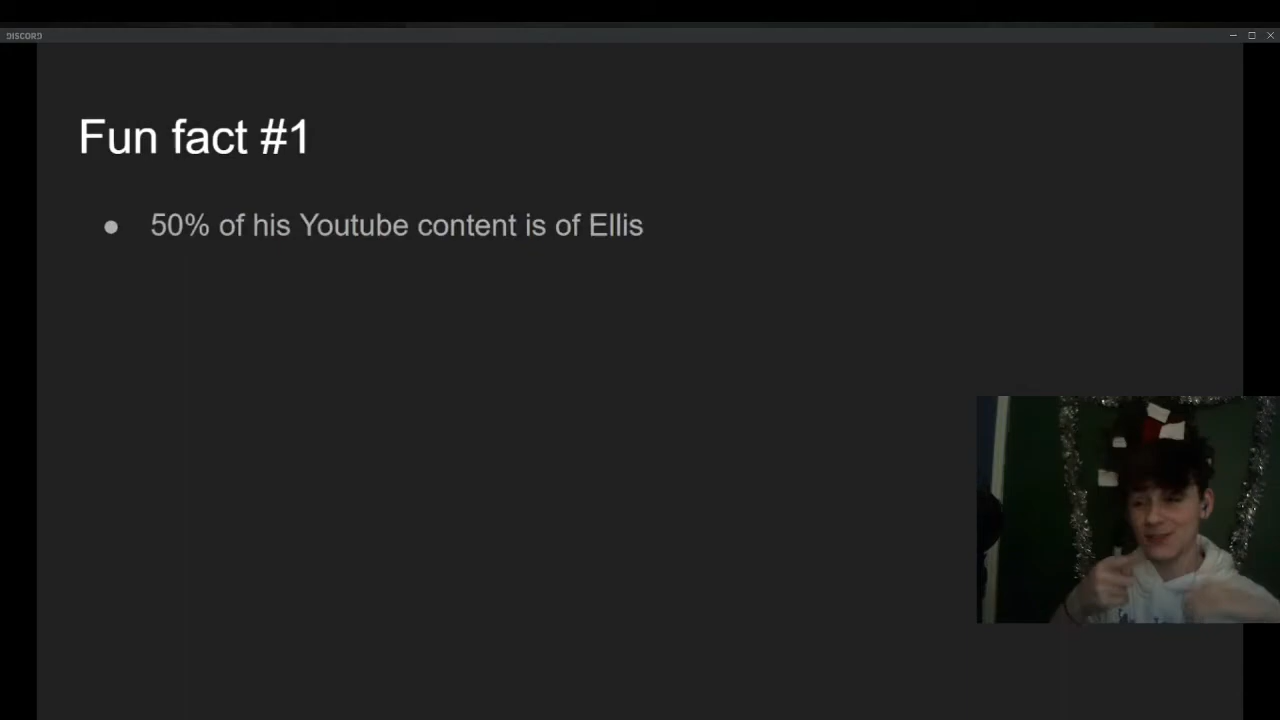 DISCORD
Fun fact #1
● 50% of his Youtube content is of Ellis